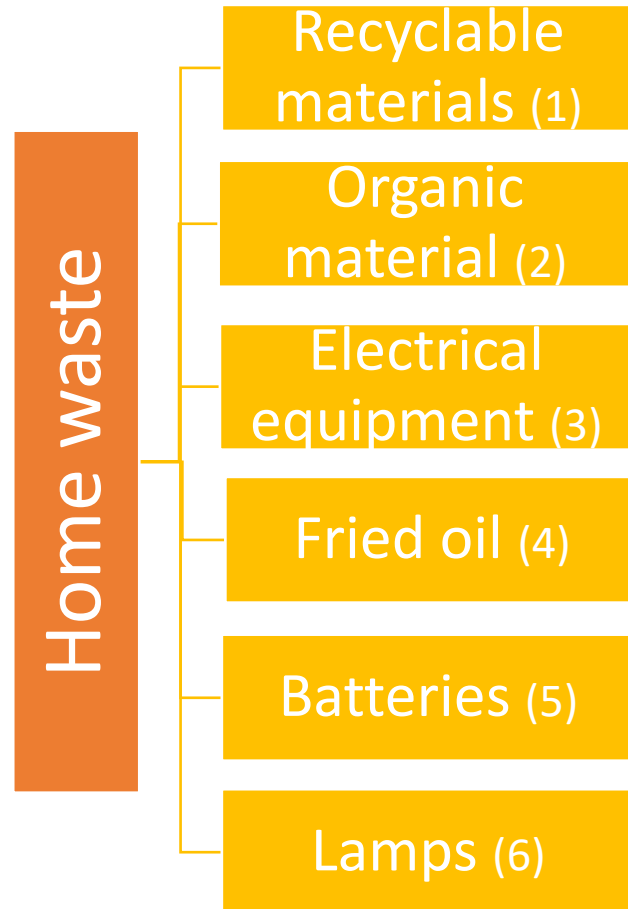 Home waste
Recyclable
materials (1)
Organic
material (2)
Electrical
equipment (3)
Fried oil (4)
Batteries (5)
Lamps (6)